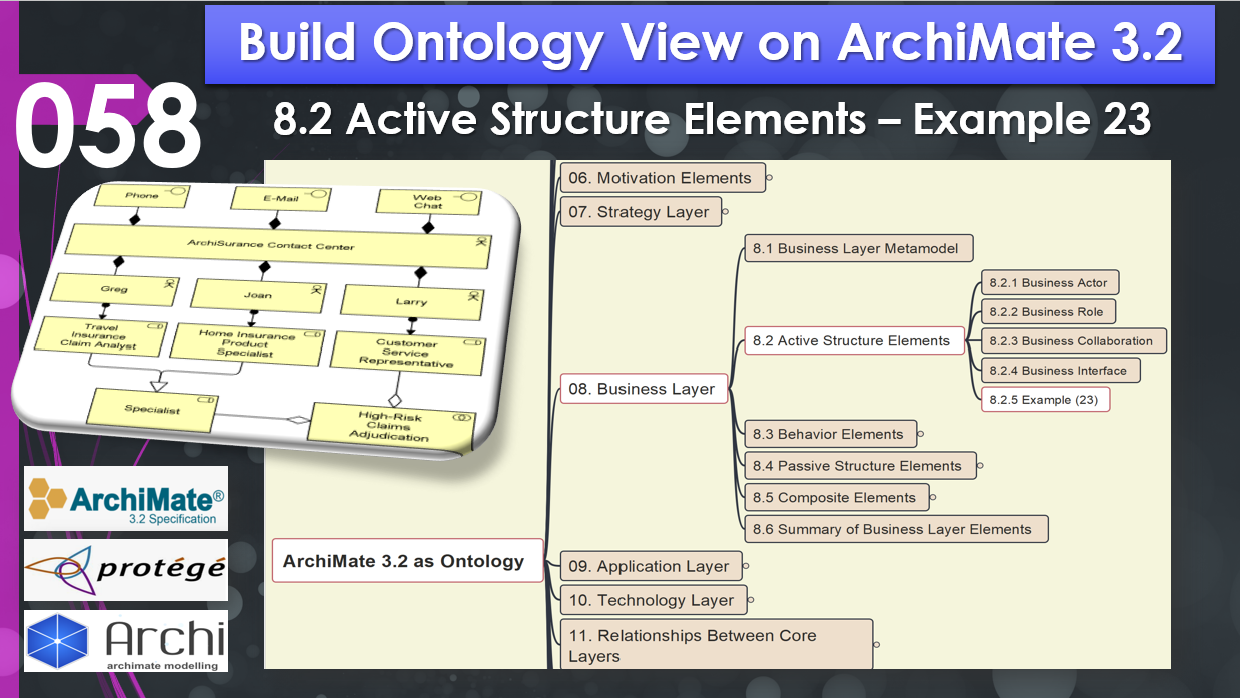 Build Ontology View on ArchiMate 3.2
058
8.2 Active Structure Elements – Example 23
Phone
E-Mail
Web
Chat
ArchiSurance Contact Center
Greg
Joan
Larry
Travel
Insurance
Claim Analyst
Home Insurance
Product
Specialist
Customer
Service
Representative
Specialist
High-Risk
Claims
Adjudication
ArchiMate®
3.2 Specification
protégé
Archi
archimate modelling
ArchiMate 3.2 as Ontology
06. Motivation Elements
07. Strategy Layer
08. Business Layer
8.1 Business Layer Metamodel
8.2 Active Structure Elements
8.2.1 Business Actor
8.2.2 Business Role
8.2.3 Business Collaboration
8.2.4 Business Interface
8.2.5 Example (23)
8.3 Behavior Elements
8.4 Passive Structure Elements
8.5 Composite Elements
8.6 Summary of Business Layer Elements
09. Application Layer
10. Technology Layer
11. Relationships Between Core
Layers